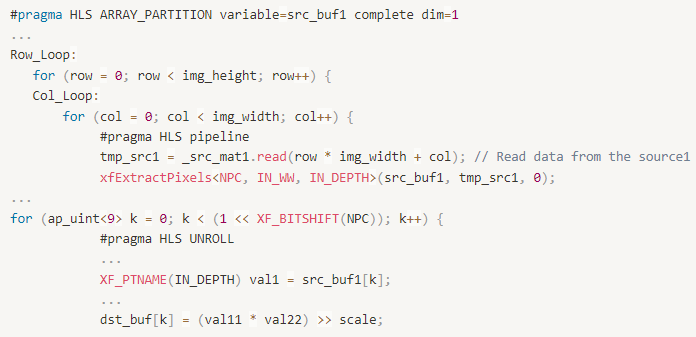 #pragma HLS ARRAY_PARTITION variable=src_buf1 complete dim=1
...
Row_Loop:
for (row = 0; row < img_height; row++) {
Col_Loop:
for (col = 0; col < img_width; col++) {
#pragma HLS pipeline
tmp_src1 = _src_mat1.read(row * img_width + col); // Read data from the source1
xfExtractPixels<NPC, IN_WW, IN_DEPTH>(src_buf1, tmp_src1, 0);
...
for (ap_uint<9> k = 0; k < (1 << XF_BITSHIFT(NPC)); k++) {
#pragma HLS UNROLL
...
XF_PTNAME(IN_DEPTH) val1 = src_buf1[k];
...
dst_buf[k] = (val11 * val22) >> scale;